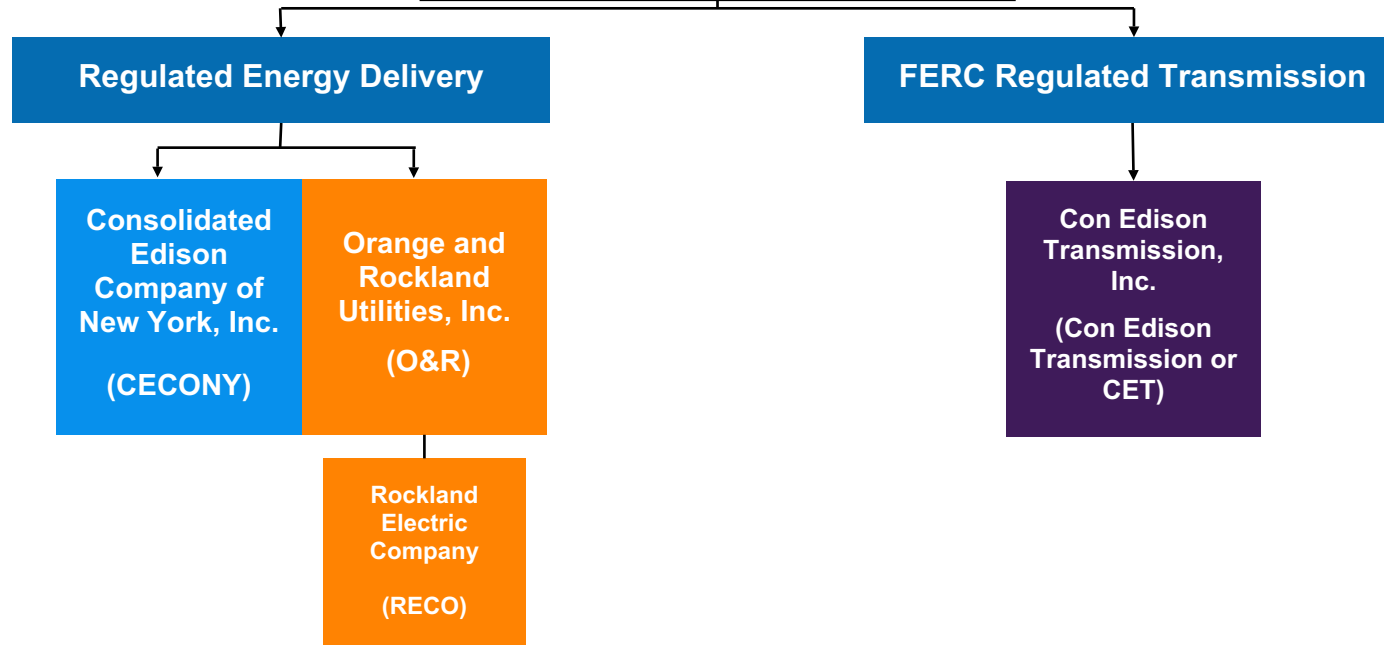 Regulated Energy Delivery
FERC Regulated Transmission
Consolidated
Edison
Company of
New York, Inc.
(CECONY)
Orange and
Rockland
Utilities, Inc.
(O&R)
Con Edison
Transmission,
Inc.
(Con Edison
Transmission or
CET)
Rockland
Electric
Company
(RECO)